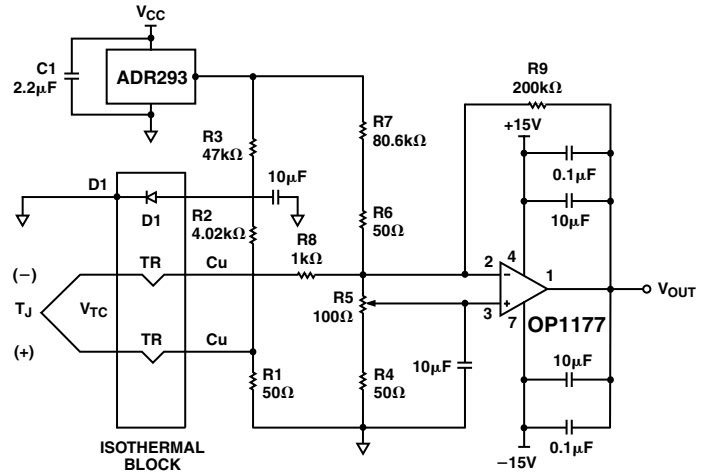 VCC
C1
2.2µF
ADR293
R9
200kΩ
R7
80.6kΩ
+15V
R3
47kΩ
0.1µF
D1
10µF
D1
R2
4.02kΩ
R6
50Ω
10µF
R8
1kΩ
(–)
TR
Cu
2
–
4
1
TJ
VTC
R5
100Ω
3
+
7
VOUT
OP1177
(+)
TR
Cu
10µF
10µF
R1
50Ω
R4
50Ω
0.1µF
–15V
ISOTHERMAL
BLOCK